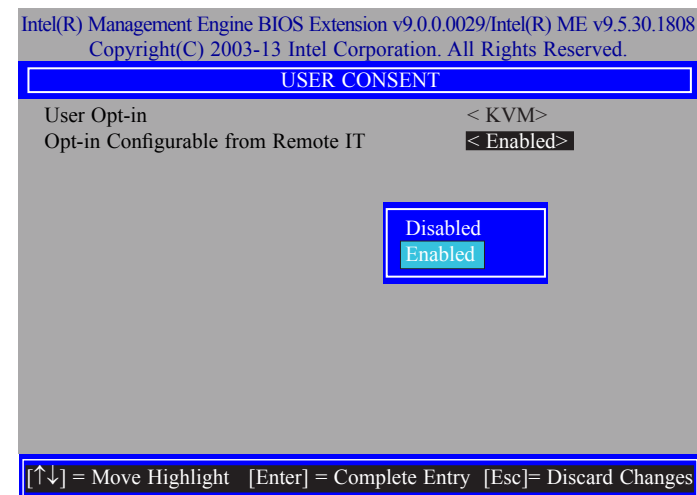 Intel(R) Management Engine BIOS Extension v9.0.0.0029/Intel(R) ME v9.5.30.1808
Copyright(C) 2003-13 Intel Corporation. All Rights Reserved.
USER CONSENT
User Opt-in < KVM>
Opt-in Configurable from Remote IT < Enabled>
Disabled
Enabled
[↑↓] = Move Highlight [Enter] = Complete Entry [Esc]= Discard Changes